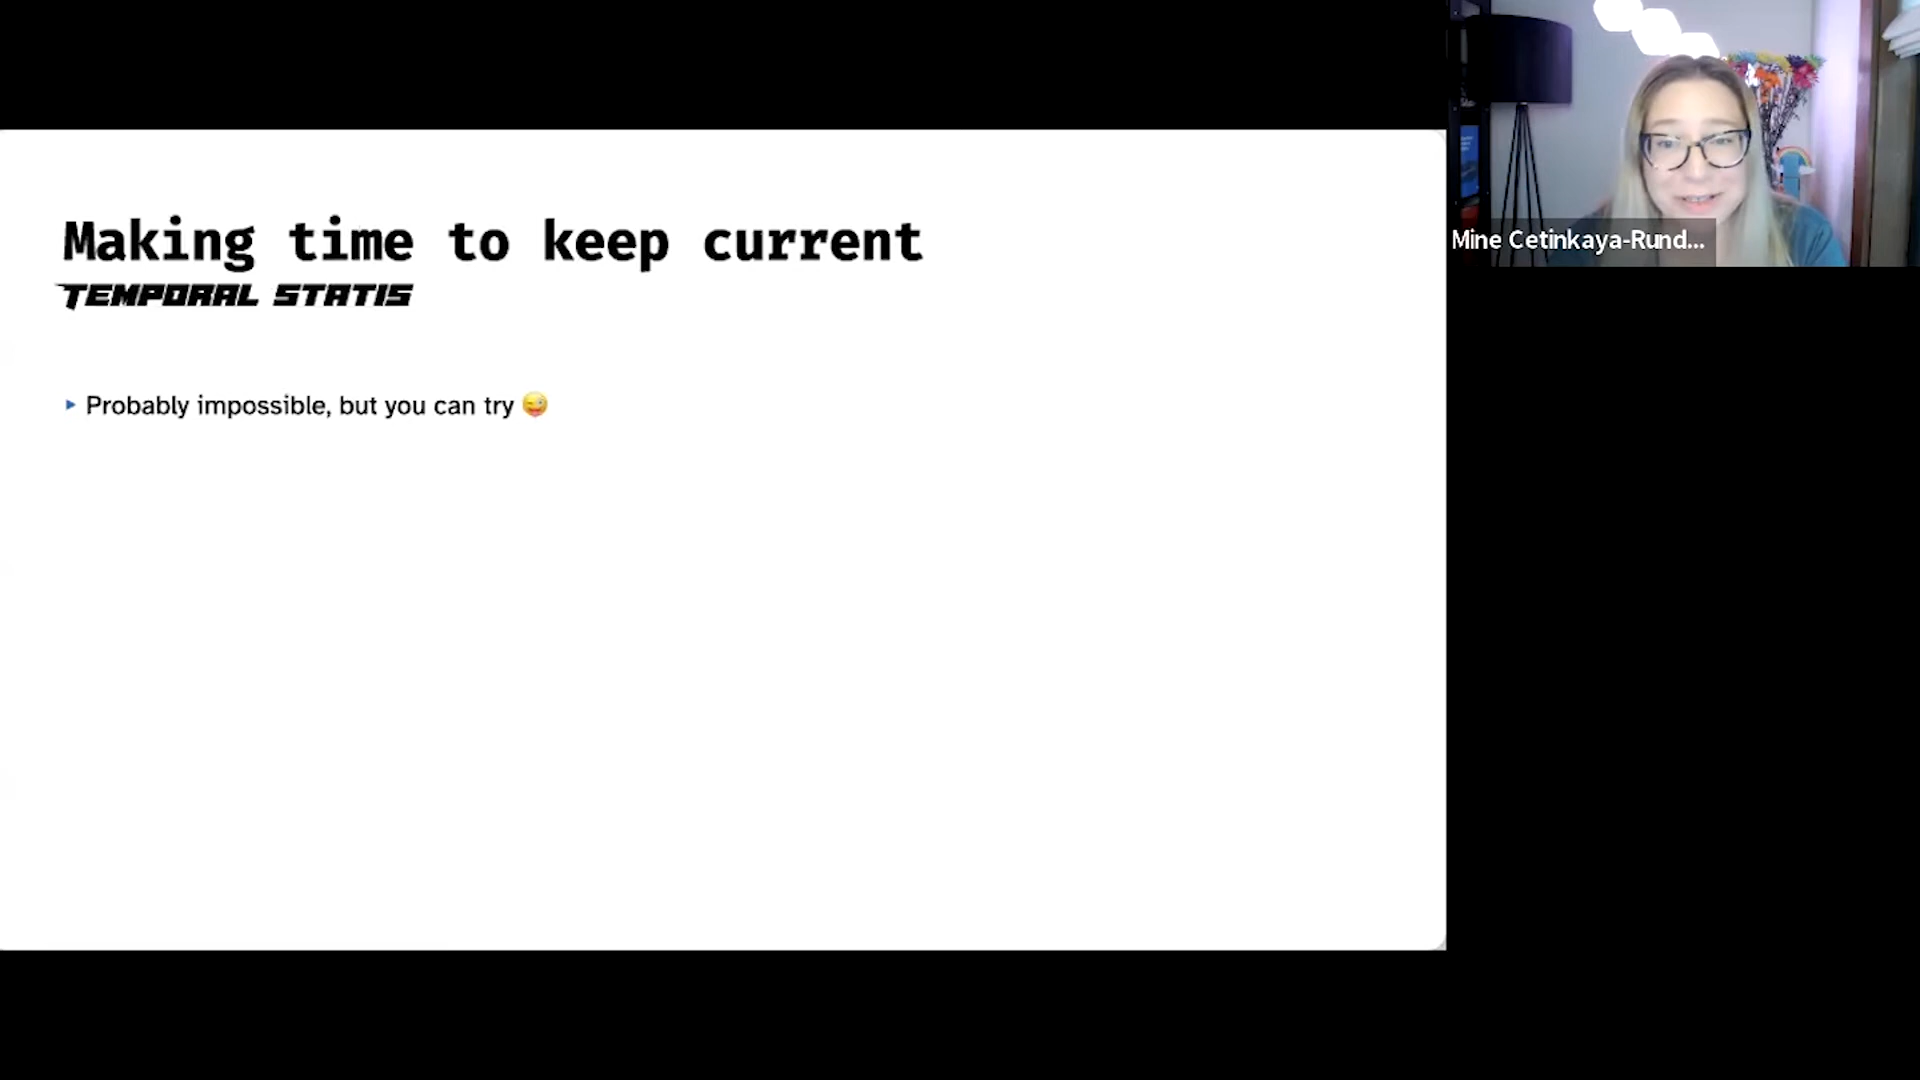 Making time to keep current
TEMPORAL STATIS
Probably impossible, but you can try 😜
Mine Cetinkaya-Rund...